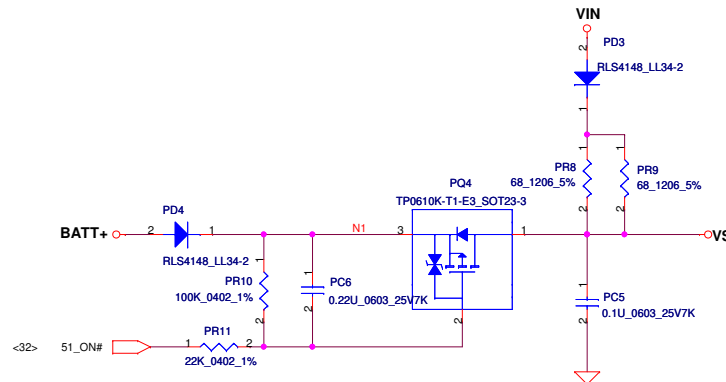 VIN
2
PD3
RLS4148_LL34-2
1
1
1
PR8
68_1206_5%
PR9
68_1206_5%
2
2
PQ4
TP0610K-T1-E3_SOT23-3
PD4
BATT+
2
1
N1
3
1
VS
RLS4148_LL34-2
1
1
PR10
100K_0402_1%
PC6
0.22U_0603_25V7K
2
2
2
1
PC5
0.1U_0603_25V7K
2
PR11
<32>
51_ON#
1
2
22K_0402_1%